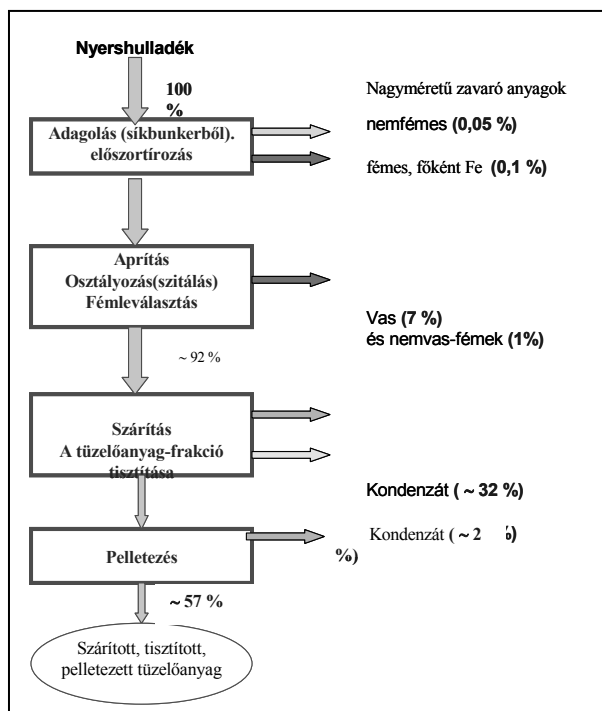 Nyershulladék
100
%
Nagyméretű zavaró anyagok
nemfémes (0,05 %)
fémes, főként Fe (0,1 %)
Adagolás (síkbunkerből).
előszortírozás
Aprítás
Osztályozás(szitálás)
Fémleválasztás
Vas (7 %)
és nemvas-fémek (1%)
~ 92 %
Szárítás
A tüzelőanyag-frakció
tisztítása
Kondenzát ( ~ 32 %)
Kondenzát ( ~ 2 %)
%)
Pelletezés
~ 57 %
Szárított, tisztított,
pelletezett tüzelőanyag